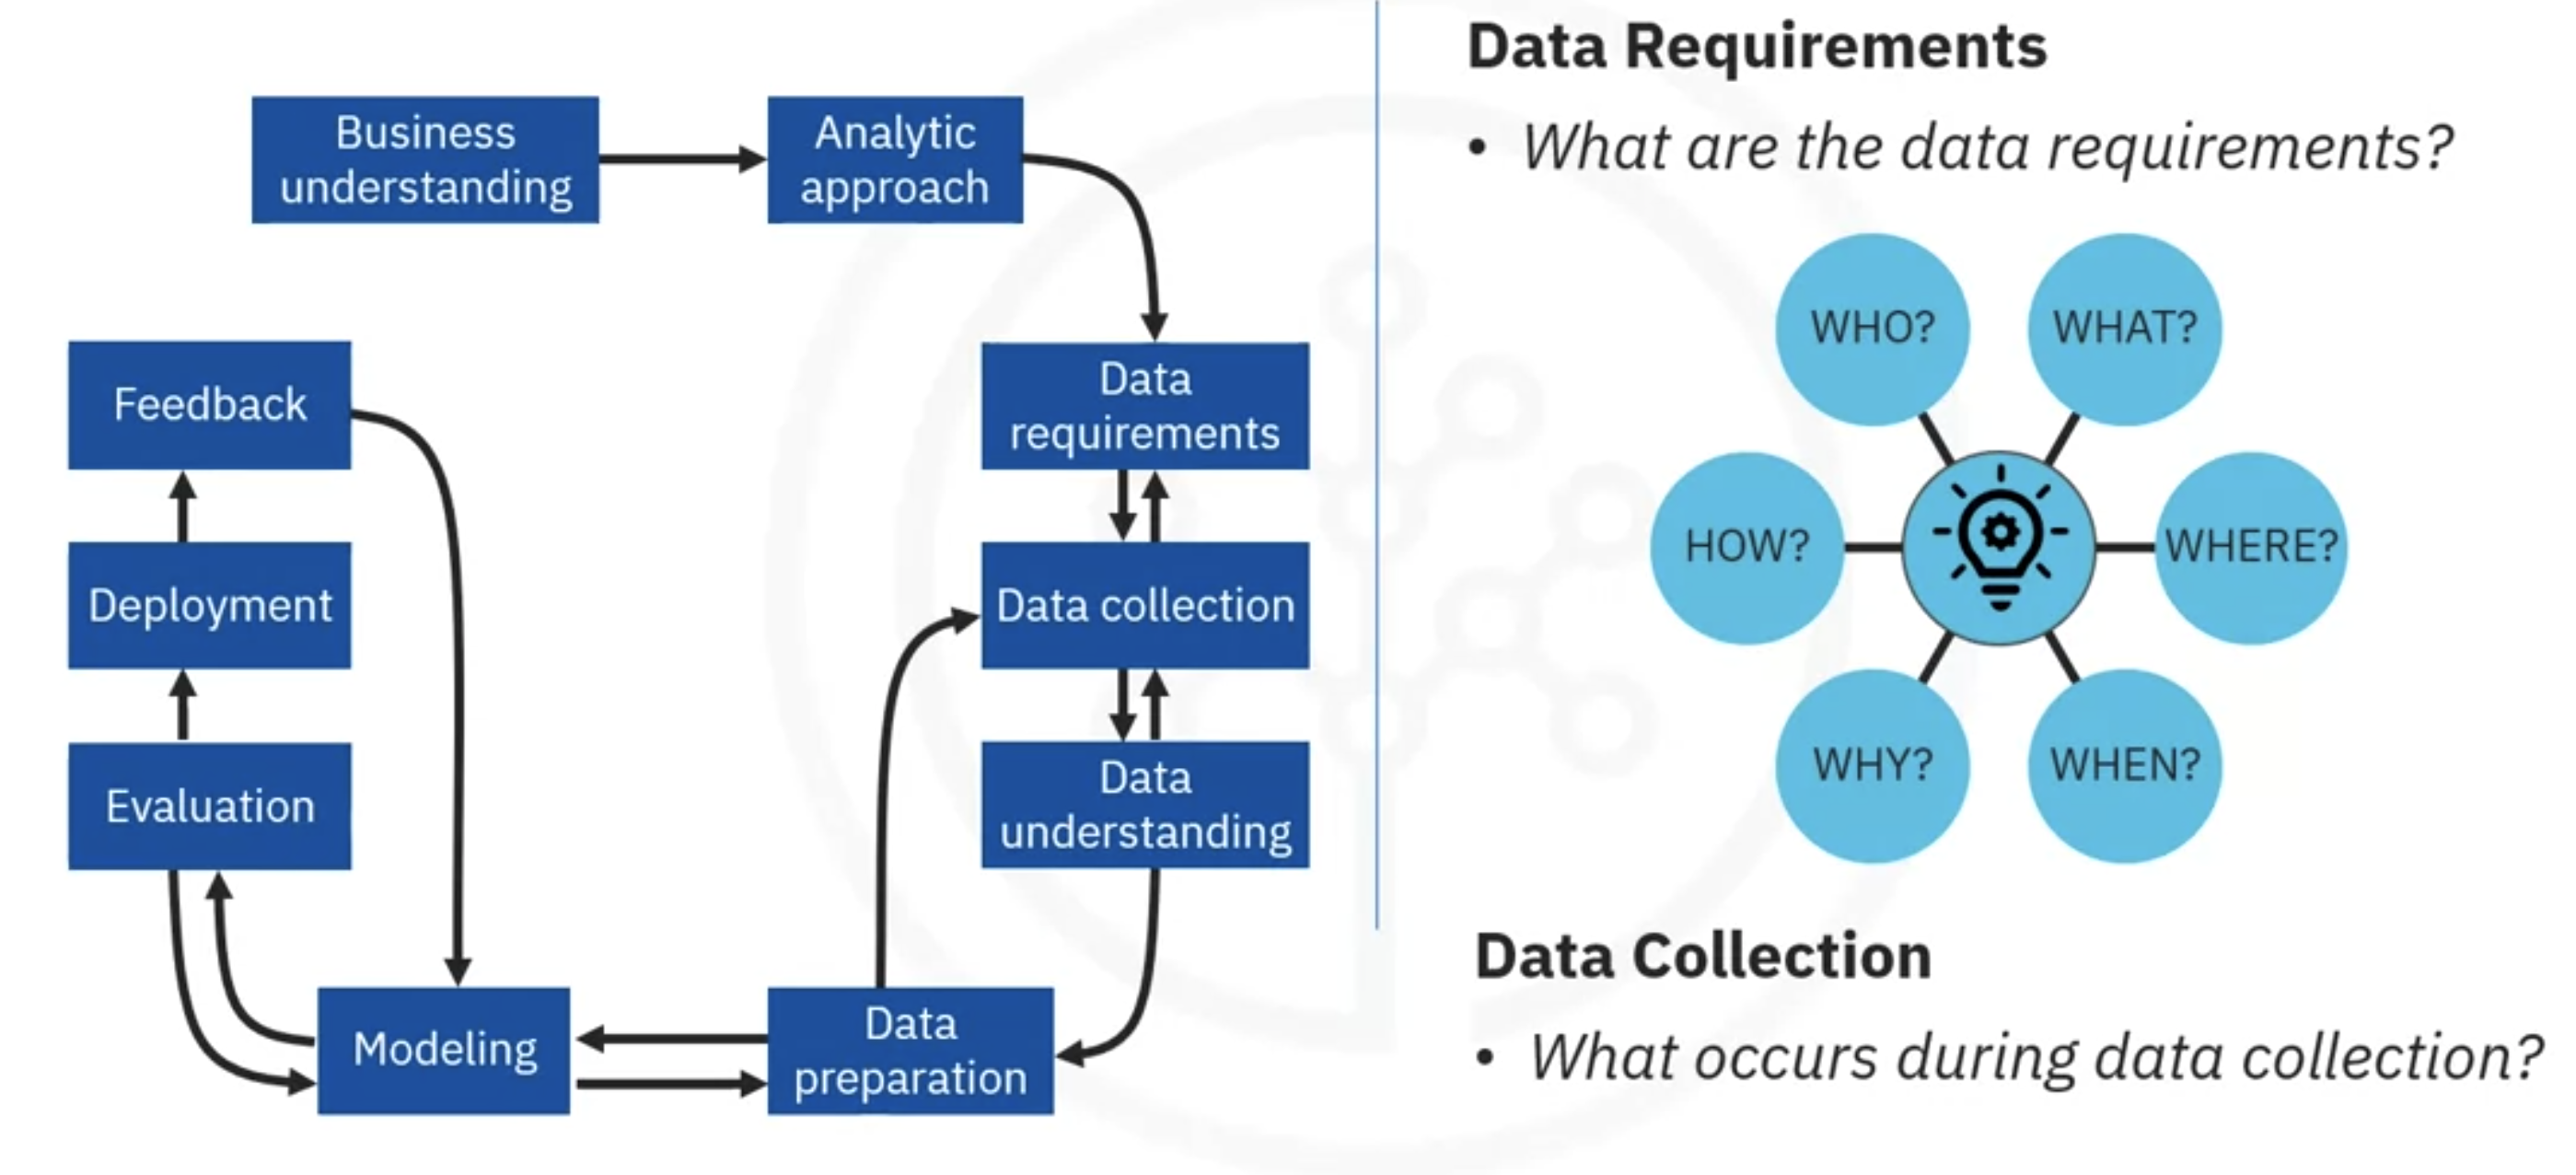 Business
understanding
Analytic
approach
Feedback
Data
requirements
Deployment
Data collection
Evaluation
Data
understanding
Modeling
Data
preparation
Data Requirements
• What are the data requirements?
WHO?
WHAT?
HOW?
WHERE?
WHY?
WHEN?
Data Collection
• What occurs during data collection?